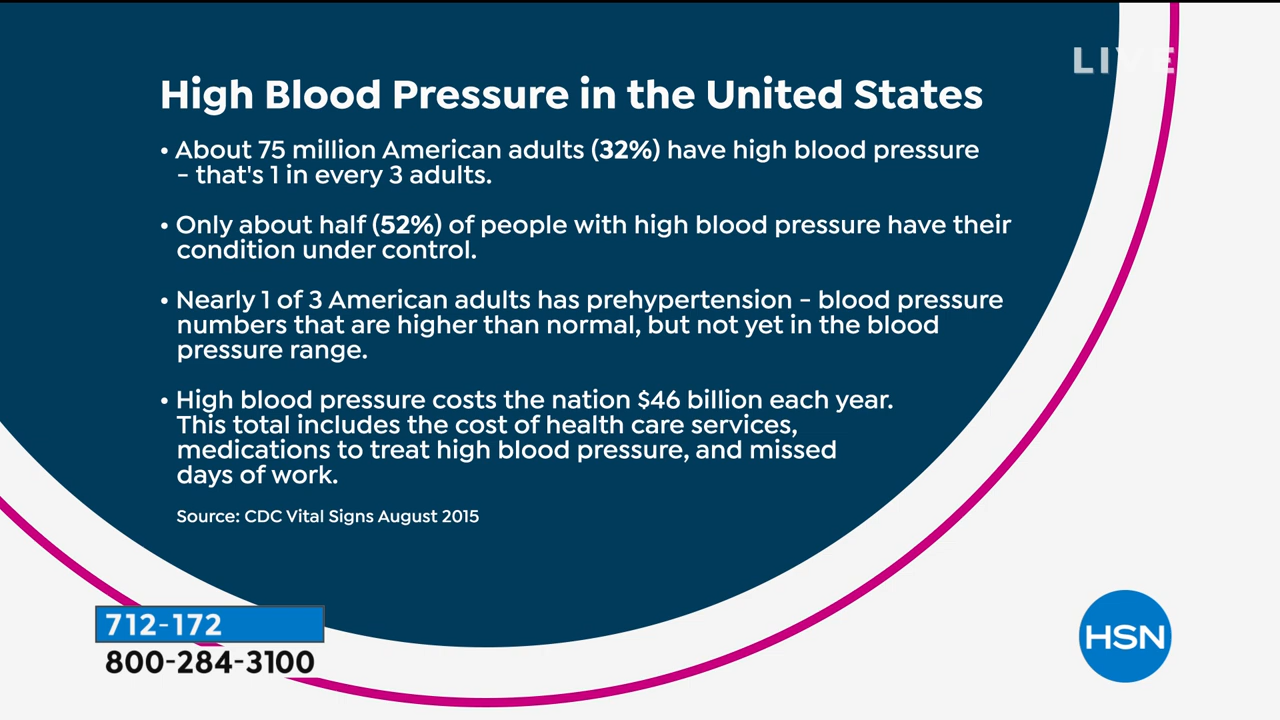 LIVE
High Blood Pressure in the United States
• About 75 million American adults (32%) have high blood pressure
- that's 1 in every 3 adults.
• Only about half (52%) of people with high blood pressure have their
condition under control.
• Nearly 1 of 3 American adults has prehypertension - blood pressure
numbers that are higher than normal, but not yet in the blood
pressure range.
• High blood pressure costs the nation $46 billion each year.
This total includes the cost of health care services,
medications to treat high blood pressure, and missed
days of work.
Source: CDC Vital Signs August 2015
712-172
800-284-3100
HSN